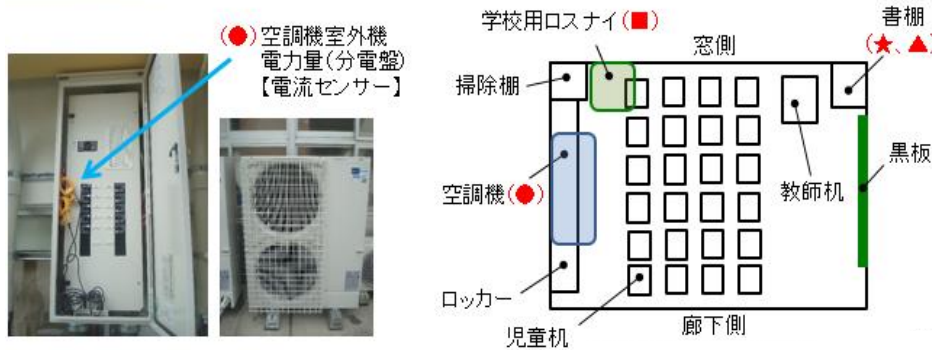 (●)空調機室外機
電力量(分電盤)
【電流センサー】
学校用ロスナイ(■)
窓側
書棚
(★、▲)
掃除棚
空調機(●)
教師机
黒板
ロッカー
児童机
廊下側